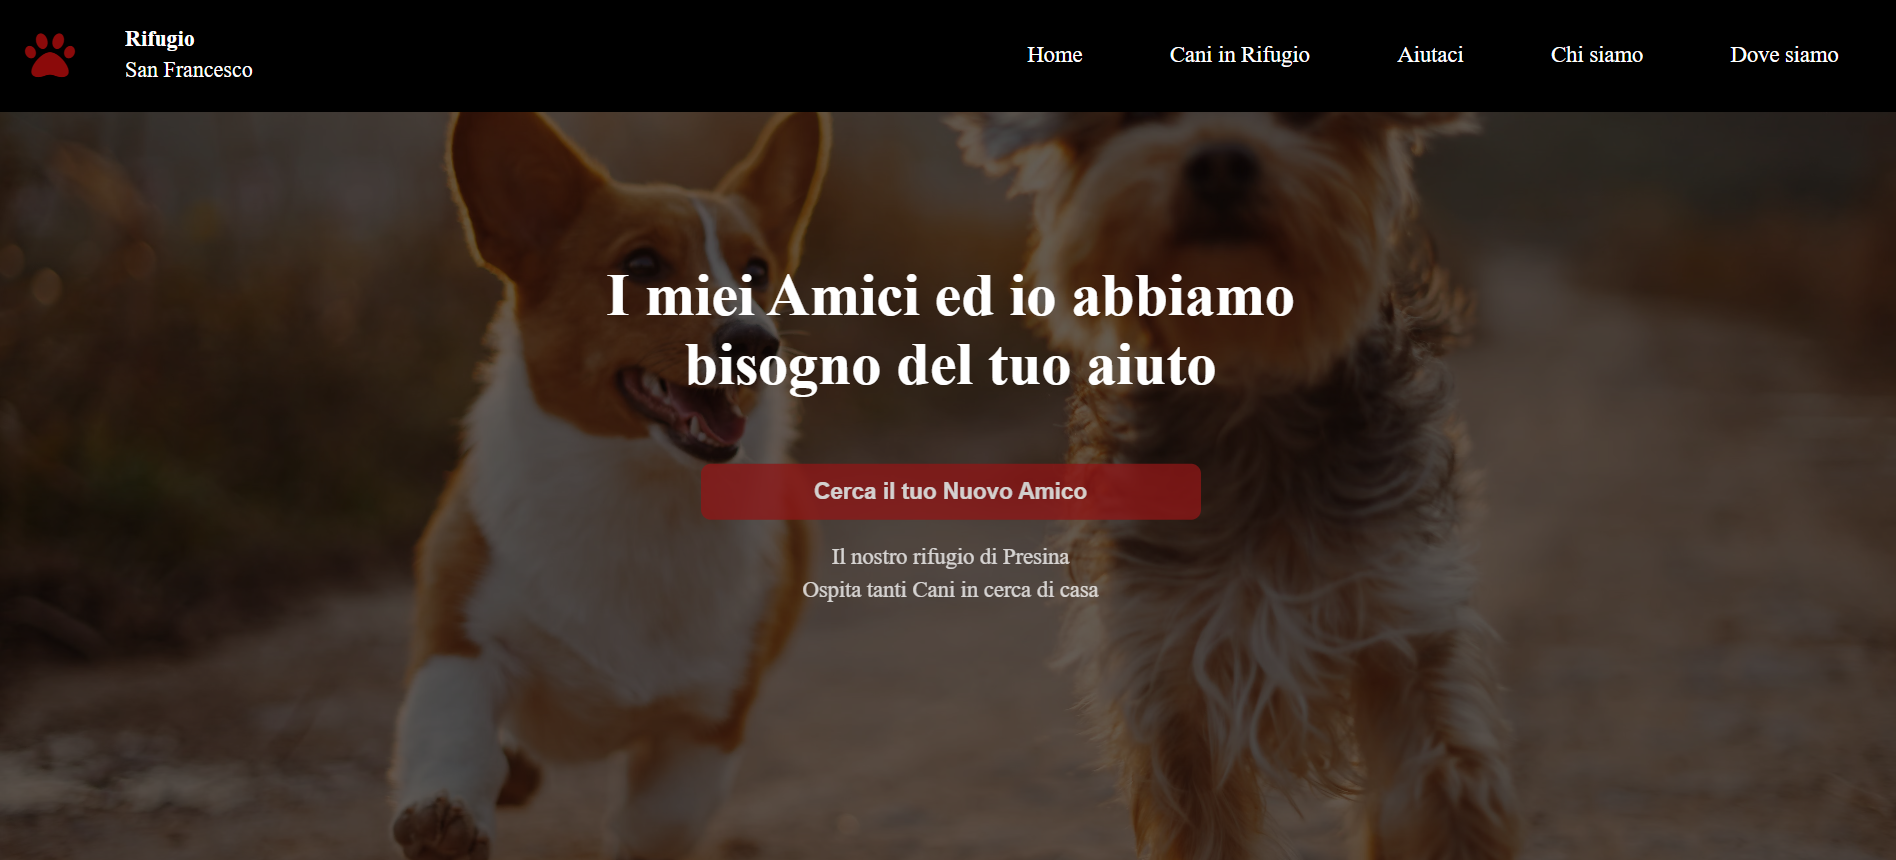 Rifugio
San Francesco
Home
Cani in Rifugio
Aiutaci
Chi siamo
Dove siamo
I miei Amici ed io abbiamo
bisogno del tuo aiuto
Cerca il tuo Nuovo Amico
Il nostro rifugio di Presina
Ospita tanti Cani in cerca di casa